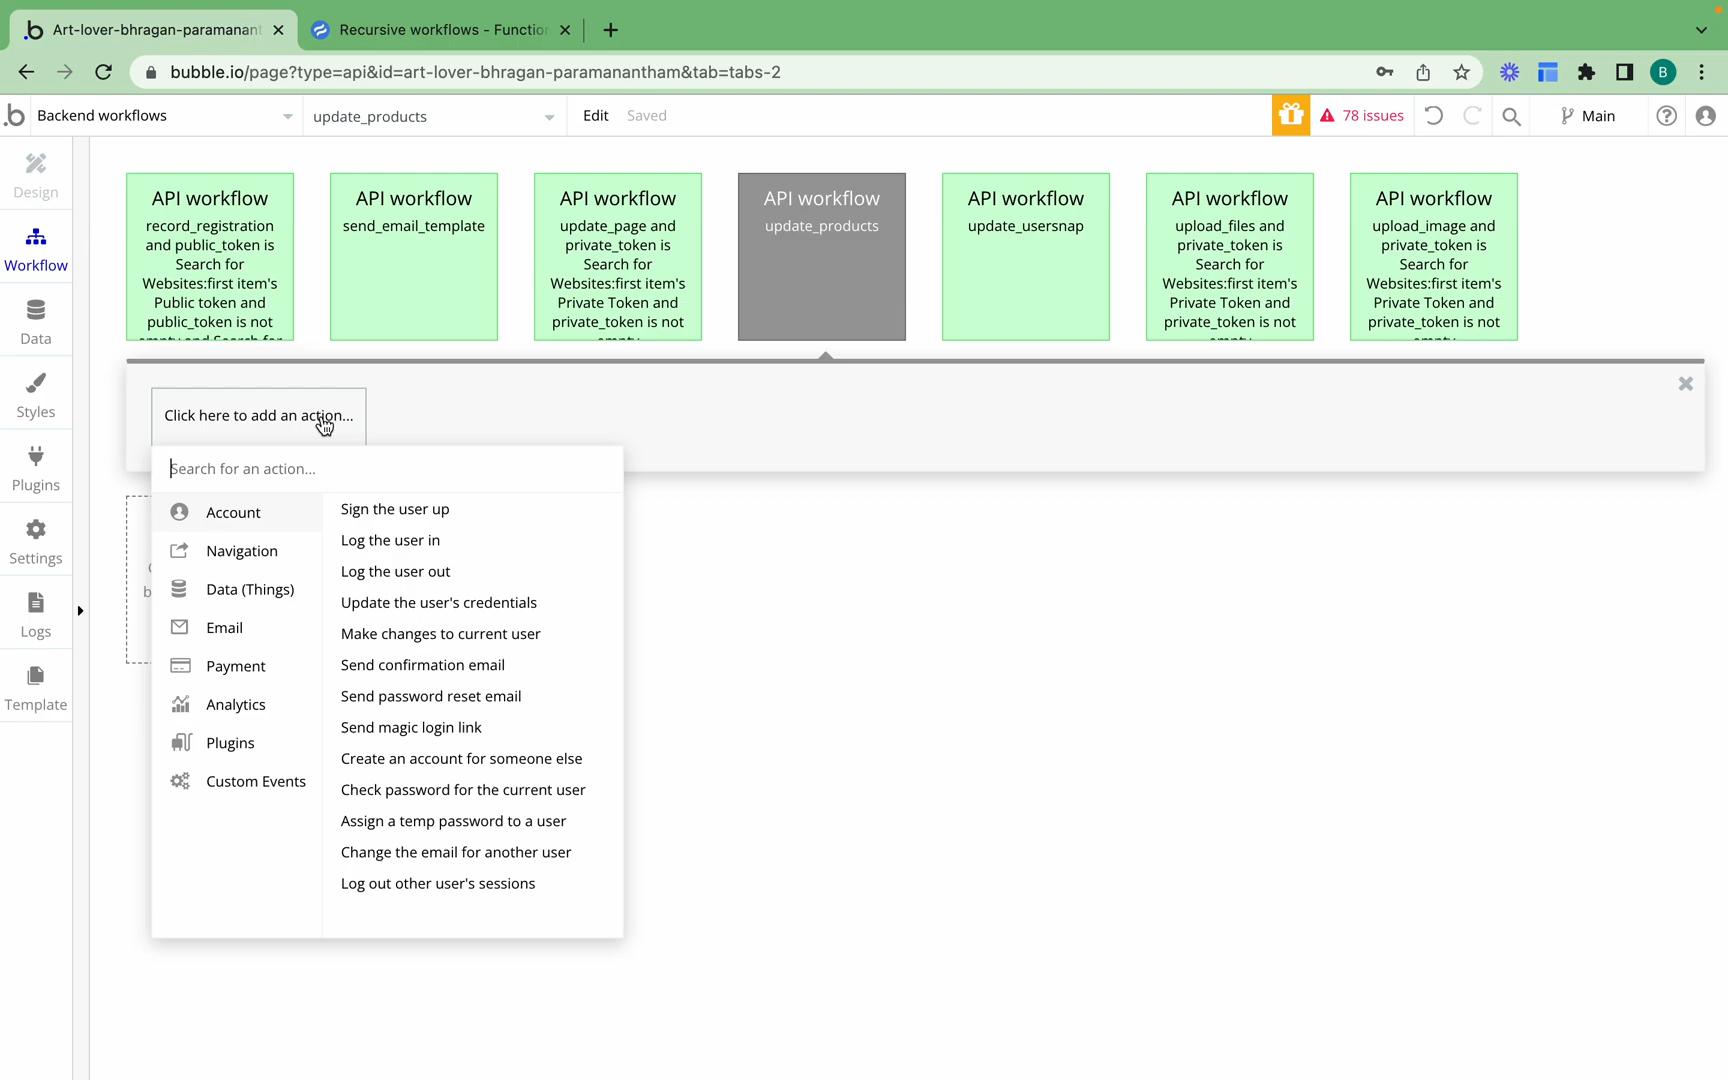 Art-lover-bhragan-paramanant
Recursive workflows - Function
bubble.io/page?type=api&id=art-lover-bhragan-paramanantham&tab=tabs-2
B
Backend workflows
update_products
Edit
Saved
78 issues
Main
Design
Workflow
Data
Styles
Plugins
Settings
Logs
Template
API workflow
record_registration
and public_token is
Search for
Websites:first item's
Public token and
public_token is not
empty and Search for
API workflow
send_email_template
API workflow
update_page and
private_token is
Search for
Websites:first item's
Private Token and
private_token is not
empty
API workflow
update_products
API workflow
update_usersnap
API workflow
upload_files and
private_token is
Search for
Websites:first item's
Private Token and
private_token is not
empty
API workflow
upload_image and
private_token is
Search for
Websites:first item's
Private Token and
private_token is not
empty
Click here to add an action...
Search for an action...
Account
Navigation
Data (Things)
Email
Payment
Analytics
Plugins
Custom Events
Sign the user up
Log the user in
Log the user out
Update the user's credentials
Make changes to current user
Send confirmation email
Send password reset email
Send magic login link
Create an account for someone else
Check password for the current user
Assign a temp password to a user
Change the email for another user
Log out other user's sessions